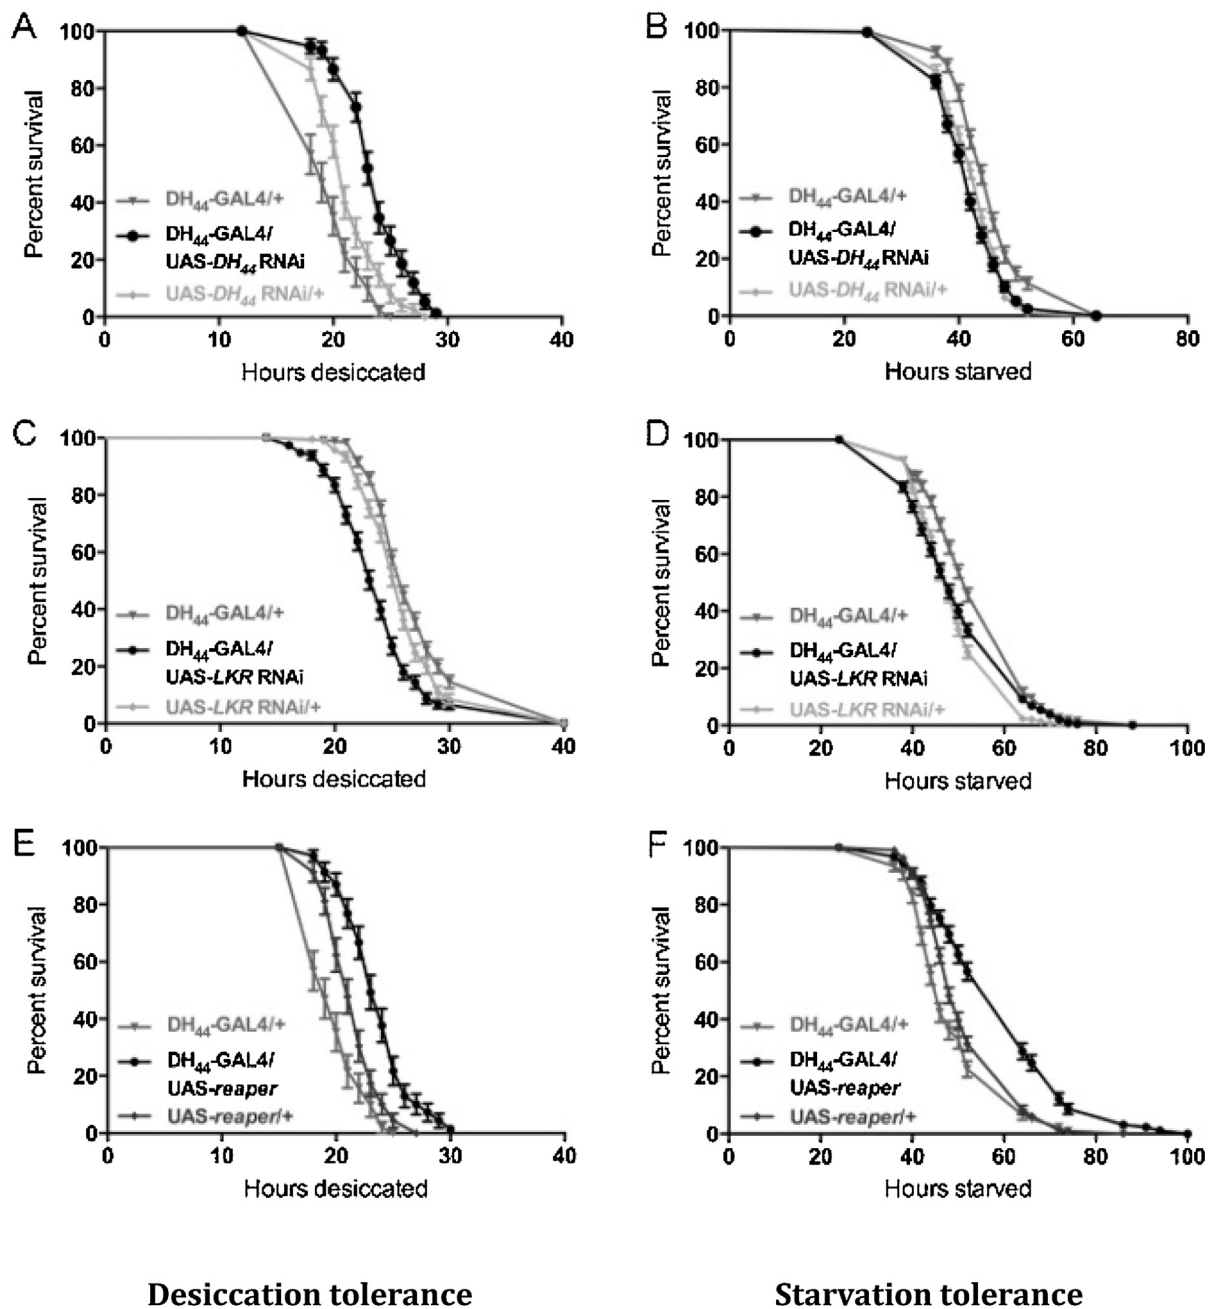 A
Percent survival
100
80
60
40
20
0
DH44-GAL4/+
DH44-GAL4/
UAS-DH44 RNAi
UAS-DH44 RNAi/+
0 10 20 30 40
Hours desiccated
B
Percent survival
100
80
60
40
20
0
DH44-GAL4/+
DH44-GAL4/
UAS-DH44 RNAi
UAS-DH44 RNAi/+
0 20 40 60 80
Hours starved
C
Percent survival
100
80
60
40
20
0
DH44-GAL4/+
DH44-GAL4/
UAS-LKR RNAi
UAS-LKR RNAi/+
0 10 20 30 40
Hours desiccated
D
Percent survival
100
80
60
40
20
0
DH44-GAL4/+
DH44-GAL4/
UAS-LKR RNAi
UAS-LKR RNAi/+
0 20 40 60 80 100
Hours starved
E
Percent survival
100
80
60
40
20
0
DH44-GAL4/+
DH44-GAL4/
UAS-reaper
UAS-reaper/+
0 10 20 30 40
Hours desiccated
F
Percent survival
100
80
60
40
20
0
DH44-GAL4/+
DH44-GAL4/
UAS-reaper
UAS-reaper/+
0 20 40 60 80 100
Hours starved
Desiccation tolerance
Starvation tolerance